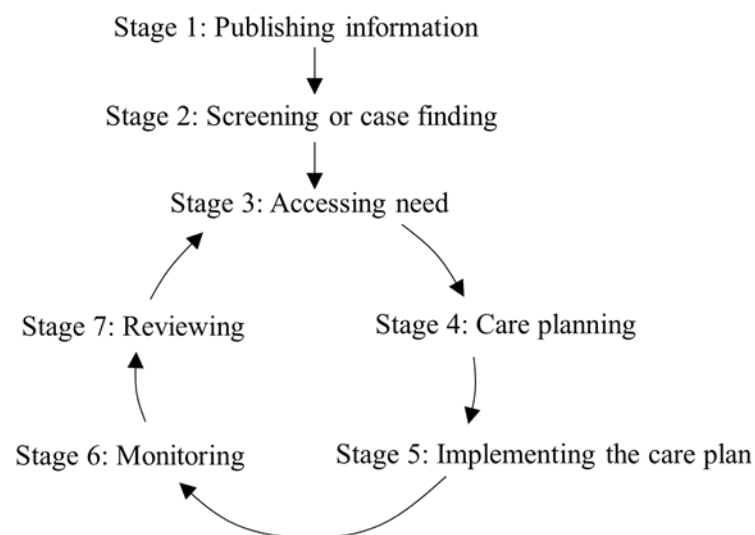 Stage 1: Publishing information
Stage 2: Screening or case finding
Stage 3: Accessing need
Stage 7: Reviewing
Stage 4: Care planning
Stage 6: Monitoring
Stage 5: Implementing the care plan